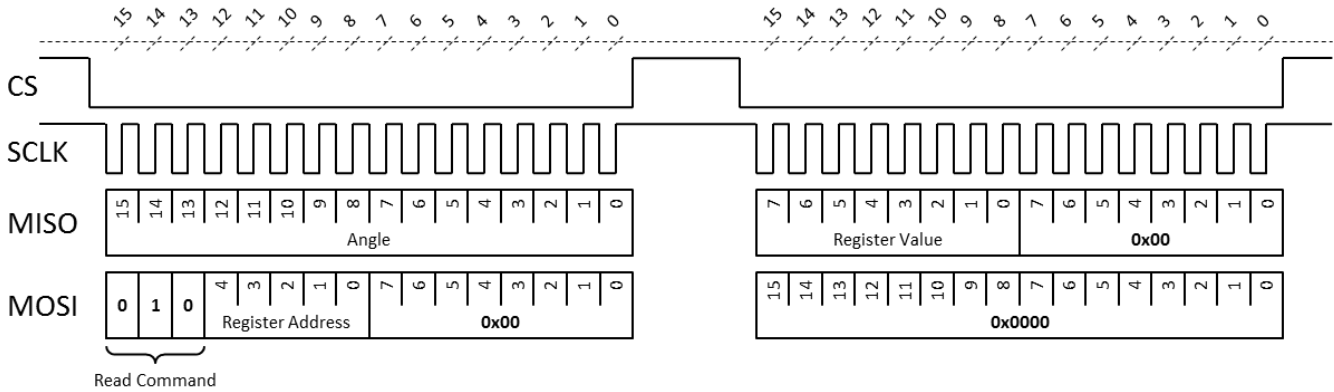 15 14 13 12 11 10 9 8 7 6 5 4 3 2 1 0 15 14 13 12 11 10 9 8 7 6 5 4 3 2 1 0
CS
SCLK
MISO 15 14 13 12 11 10 9 8 7 6 5 4 3 2 1 0 7 6 5 4 3 2 1 0 7 6 5 4 3 2 1 0
Angle Register Value 0x00
MOSI 0 1 0 4 3 2 1 0 7 6 5 4 3 2 1 0 15 14 13 12 11 10 9 8 7 6 5 4 3 2 1 0
Register Address 0x00 0x0000
Read Command